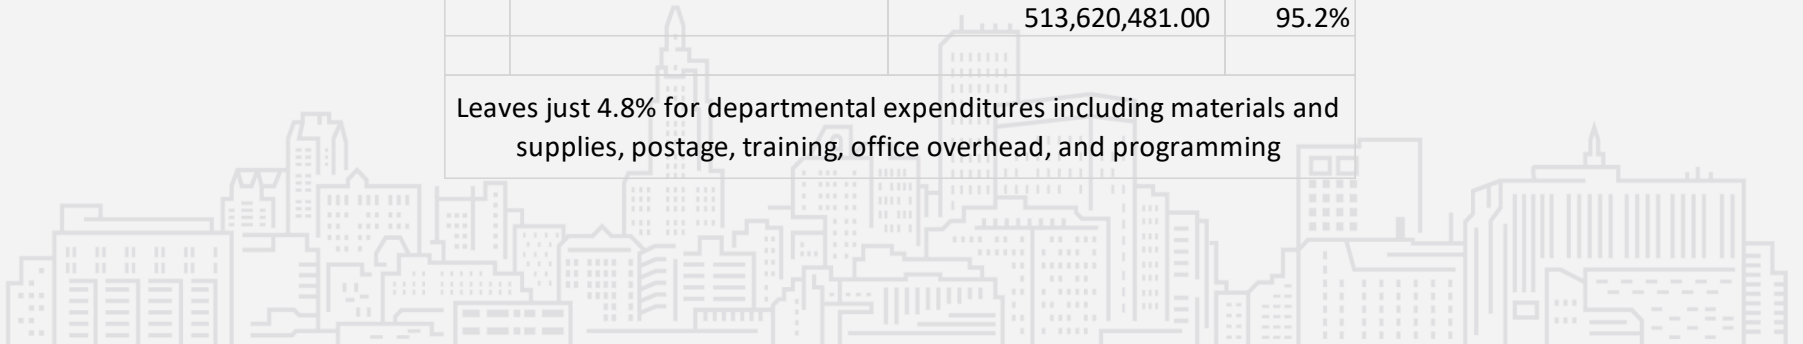 513,620,481.00 95.2%
Leaves just 4.8% for departmental expenditures including materials and
supplies, postage, training, office overhead, and programming